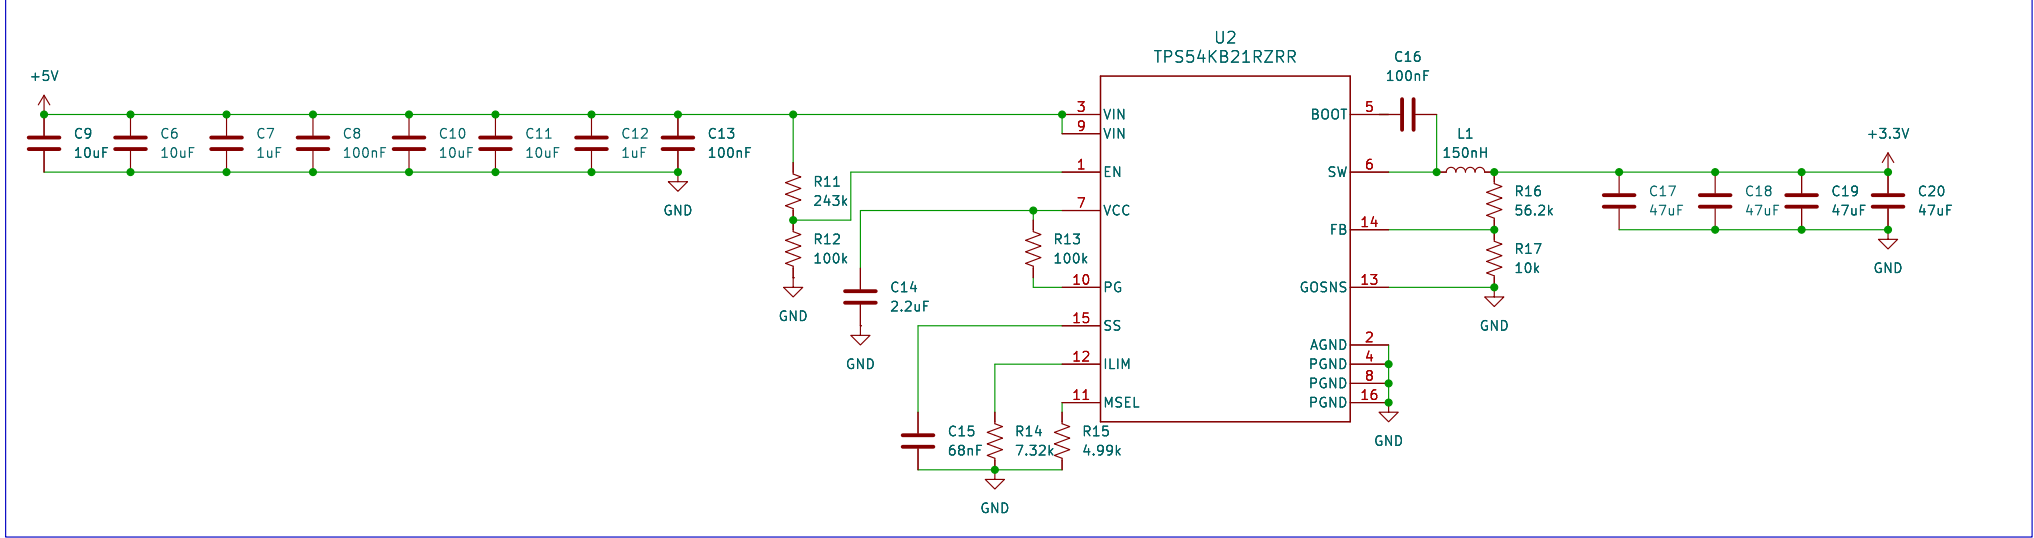 U2
TPS54KB21RZRR
+5V
C9
10uF
C6
10uF
C7
1uF
C8
100nF
C10
10uF
C11
10uF
C12
1uF
C13
100nF
GND
R11
243k
R12
100k
GND
C14
2.2uF
GND
R13
100k
C15
68nF
R14
7.32k
R15
4.99k
GND
3 VIN
9 VIN
1 EN
7 VCC
10 PG
15 SS
12 ILIM
11 MSEL
BOOT 5
SW 6
FB 14
GOSNS 13
AGND 2
PGND 4
PGND 8
PGND 16
GND
C16
100nF
L1
150nH
R16
56.2k
R17
10k
GND
C17
47uF
C18
47uF
C19
47uF
C20
47uF
+3.3V
GND